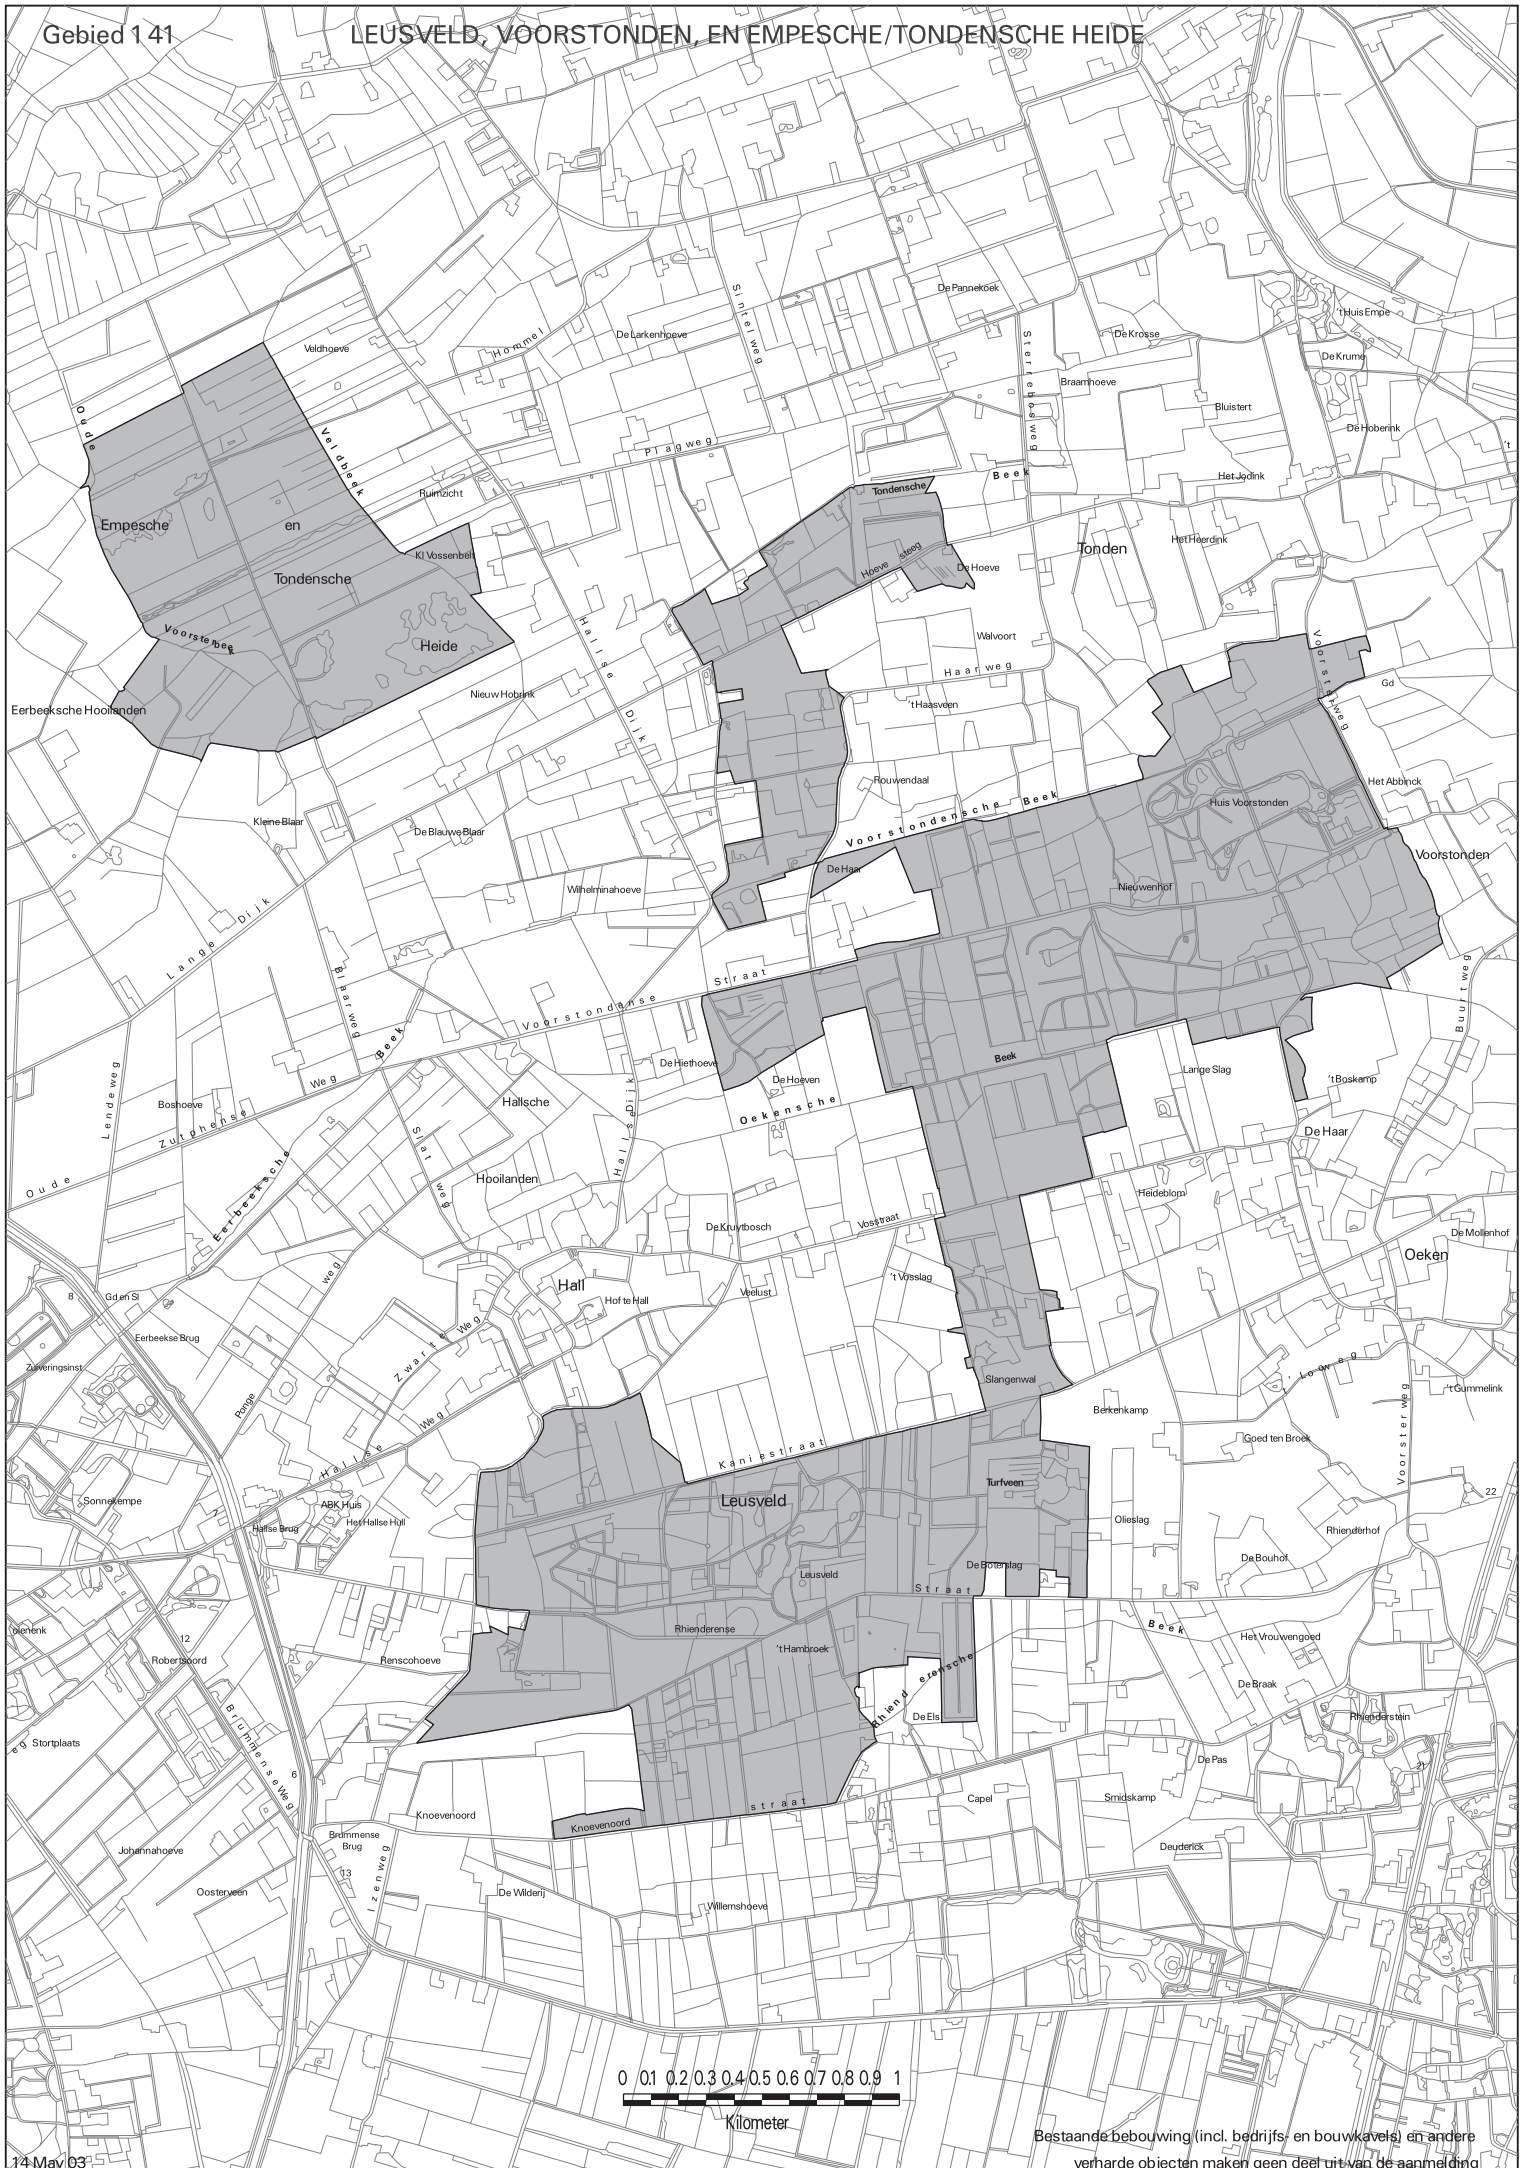 Gebied 141
LEUSVELD, VOORSTONDEN, EN EMPESCHE/TONDENSCHE HEIDE
De Pannekoek
Sintelweg
't Huis Empe
De Larkenhoeve
De Krosse
Hommel
Veldhoeve
De Krume
Sterrebosweg
Braamhoeve
Bluistert
Oude
De Hoberink
't
Veldbeek
Plagweg
Beek
Het Jodink
Tondensche
Ruimzicht
Empesche
en
Het Heerdink
Tonden
Kl Vossenbelt
Hoeve steeg
De Hoeve
Tondensche
Voorsterbeek
Walvoort
Heide
Hallse Dijk
Haarweg
Voorsterweg
Gd
Nieuw Hobrink
't Haasveen
Eerbeeksche Hooilanden
Rouwendaal
Het Abbinck
Voorstondensche Beek
Huis Voorstonden
Kleine Blaar
De Blauwe Blaar
Voorstonden
De Haar
Wilhelminahoeve
Nieuwenhof
Lange Dijk
Straat
Blaarweg
Voorstondense
Buurtweg
Beek
Beek
De Hiethoeve
Lange Slag
De Hoeven
't Boskamp
Weg
Lendeweg
Boshoeve
Hallsche
Oekensche
Hallse Dijk
Zutphense
De Haar
Slatweg
Oude
Eerbeeksche
Hooilanden
Heideblom
De Kruytbosch
Vosstraat
De Mollenhof
Oeken
weg
't Vosslag
Hall
Veelust
8
Gd en Sl
Hof te Hall
Eerbeekse Brug
Zwarte Weg
Zuiveringsinst
't Looweg
Slangenwal
't Gummelink
Ponge
Berkenkamp
Weg
Voorsterweg
Goed ten Broek
Kaniestraat
Hallse
Turfveen
22
Leusveld
Sonnekempe
ABK Huis
7
Olieslag
Hallse Brug
Het Hallse Hull
Rhienderhof
De Bouhof
De Boterslag
Leusveld
Straat
Rhienderense
Beek
Het Vrouwengoed
12
't Hambroek
Robertsoord
Renscohoeve
Rhienderensche
De Braak
De Els
Rhienderstein
Brummense Weg
eg
Stortplaats
De Pas
21
6
straat
Capel
Smidskamp
Knoevenoord
Knoevenoord
Brummense
Brug
Deuderick
Johannahoeve
13
Izenweg
Oosterveen
De Wilderij
Willemshoeve
0 0.1 0.2 0.3 0.4 0.5 0.6 0.7 0.8 0.9 1
Kilometer
Bestaande bebouwing (incl. bedrijfs- en bouwkavels) en andere
verharde objecten maken geen deel uit van de aanmelding
14 May 03